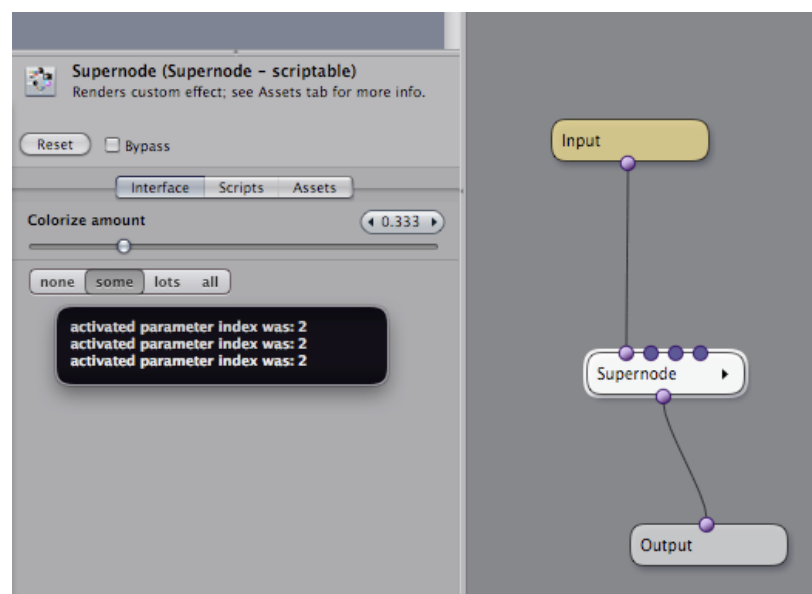 Supernode (Supernode – scriptable)
Renders custom effect; see Assets tab for more info.
Reset
Bypass
Interface Scripts Assets
Colorize amount
0.333
none some lots all
activated parameter index was: 2
activated parameter index was: 2
activated parameter index was: 2
Input
Supernode
Output